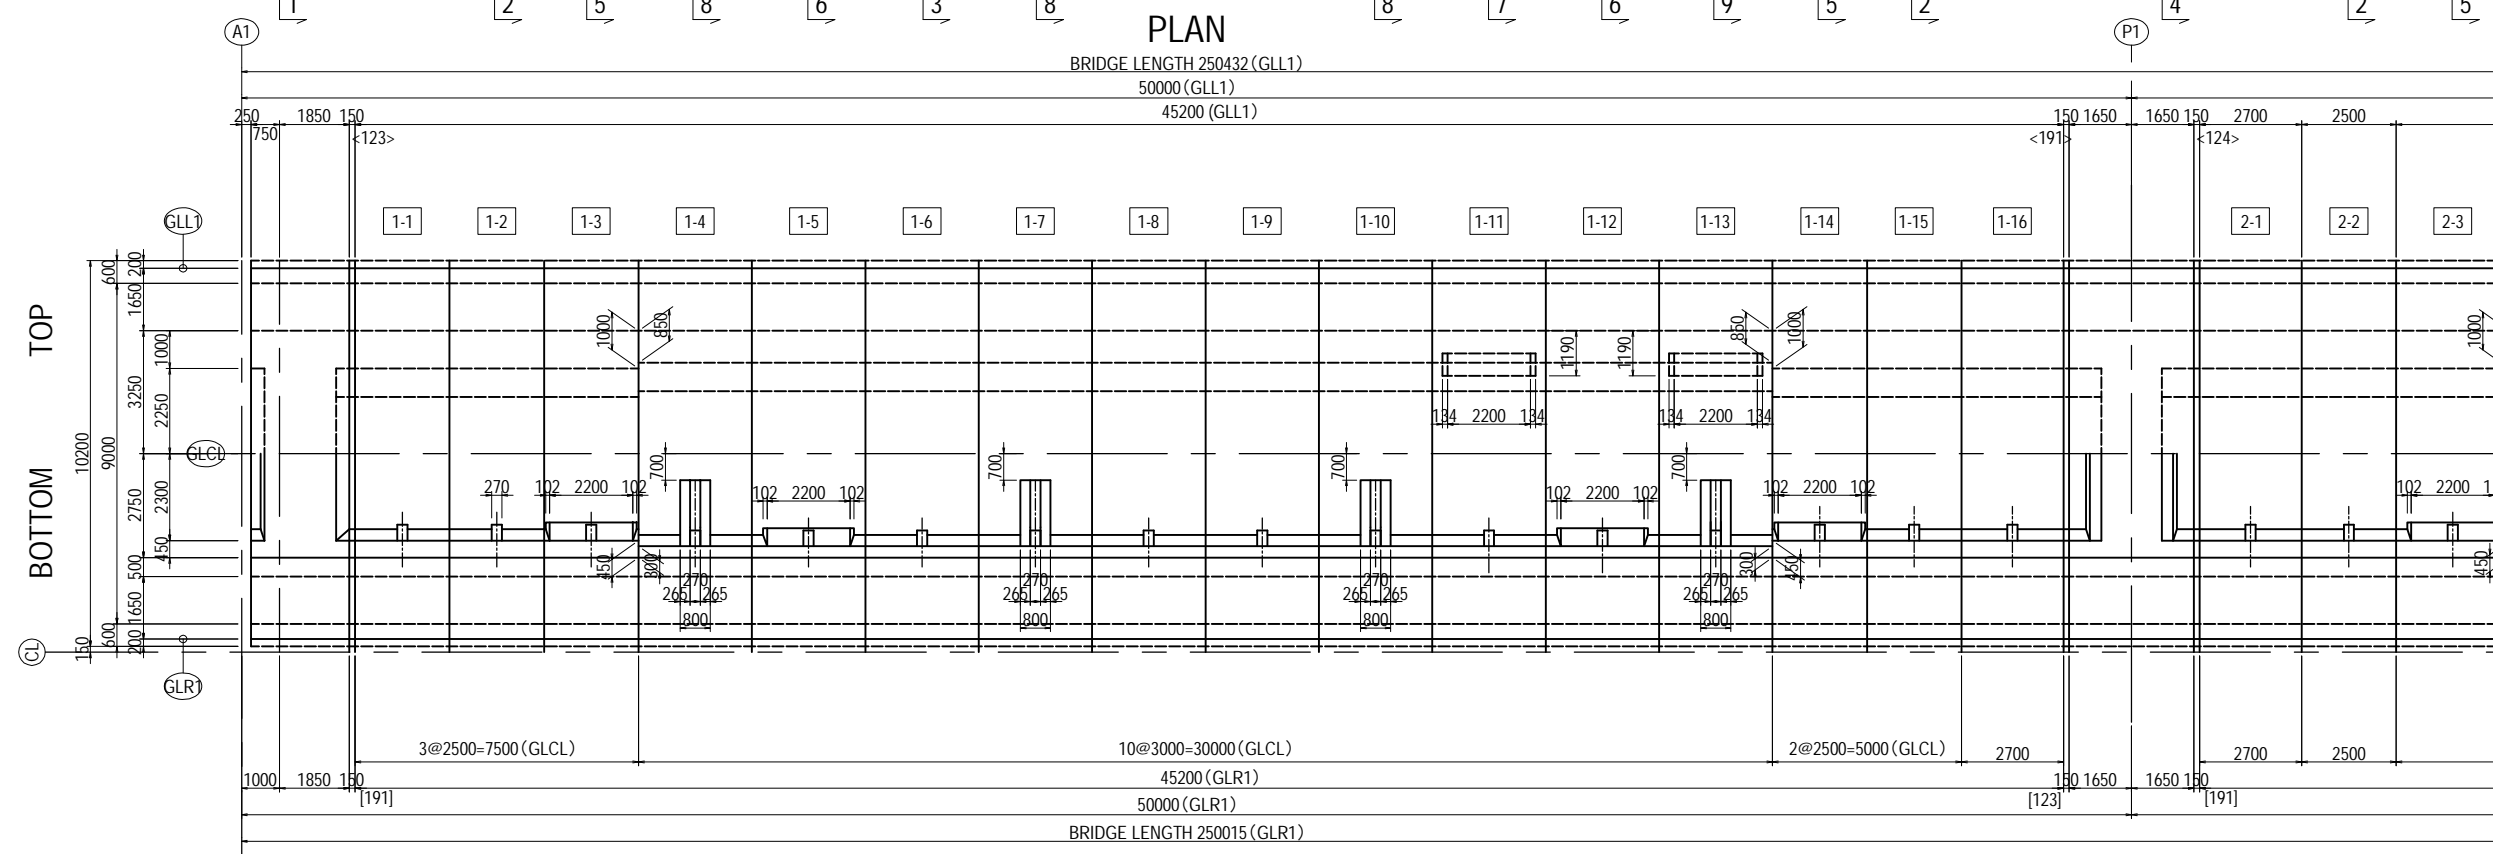 1 2 5 8 6 3 8 8 7 6 9 5 2 4 2 5
PLAN
A1 P1
BRIDGE LENGTH 250432(GLL1)
50000(GLL1)
250 1850 150 45200 (GLL1) 150 1650 1650 150 2700 2500
750 <123> <191> <124>
GLL1 1-1 1-2 1-3 1-4 1-5 1-6 1-7 1-8 1-9 1-10 1-11 1-12 1-13 1-14 1-15 1-16 2-1 2-2 2-3
600 200
1650
TOP
1000 850 850 1000 1000
1000 1190 1190
3250
2250
134 2200 134 134 2200 134
10200 9000
GLCL
700 700 700 700
BOTTOM
2750 2300
270 102 2200 102 102 2200 102 102 2200 102 102 2200 102 102 2200 1
450
500
450 300 300 450 450
270 270 270 270
265 265 265 265 265 265 265 265
1650
800 800 800 800
600 200
150
CL
GLR1
3@2500=7500(GLCL) 10@3000=30000(GLCL) 2@2500=5000(GLCL) 2700 2700 2500
1000 1850 150 45200(GLR1) 150 1650 1650 150
[191] [123] [191]
50000(GLR1)
BRIDGE LENGTH 250015(GLR1)